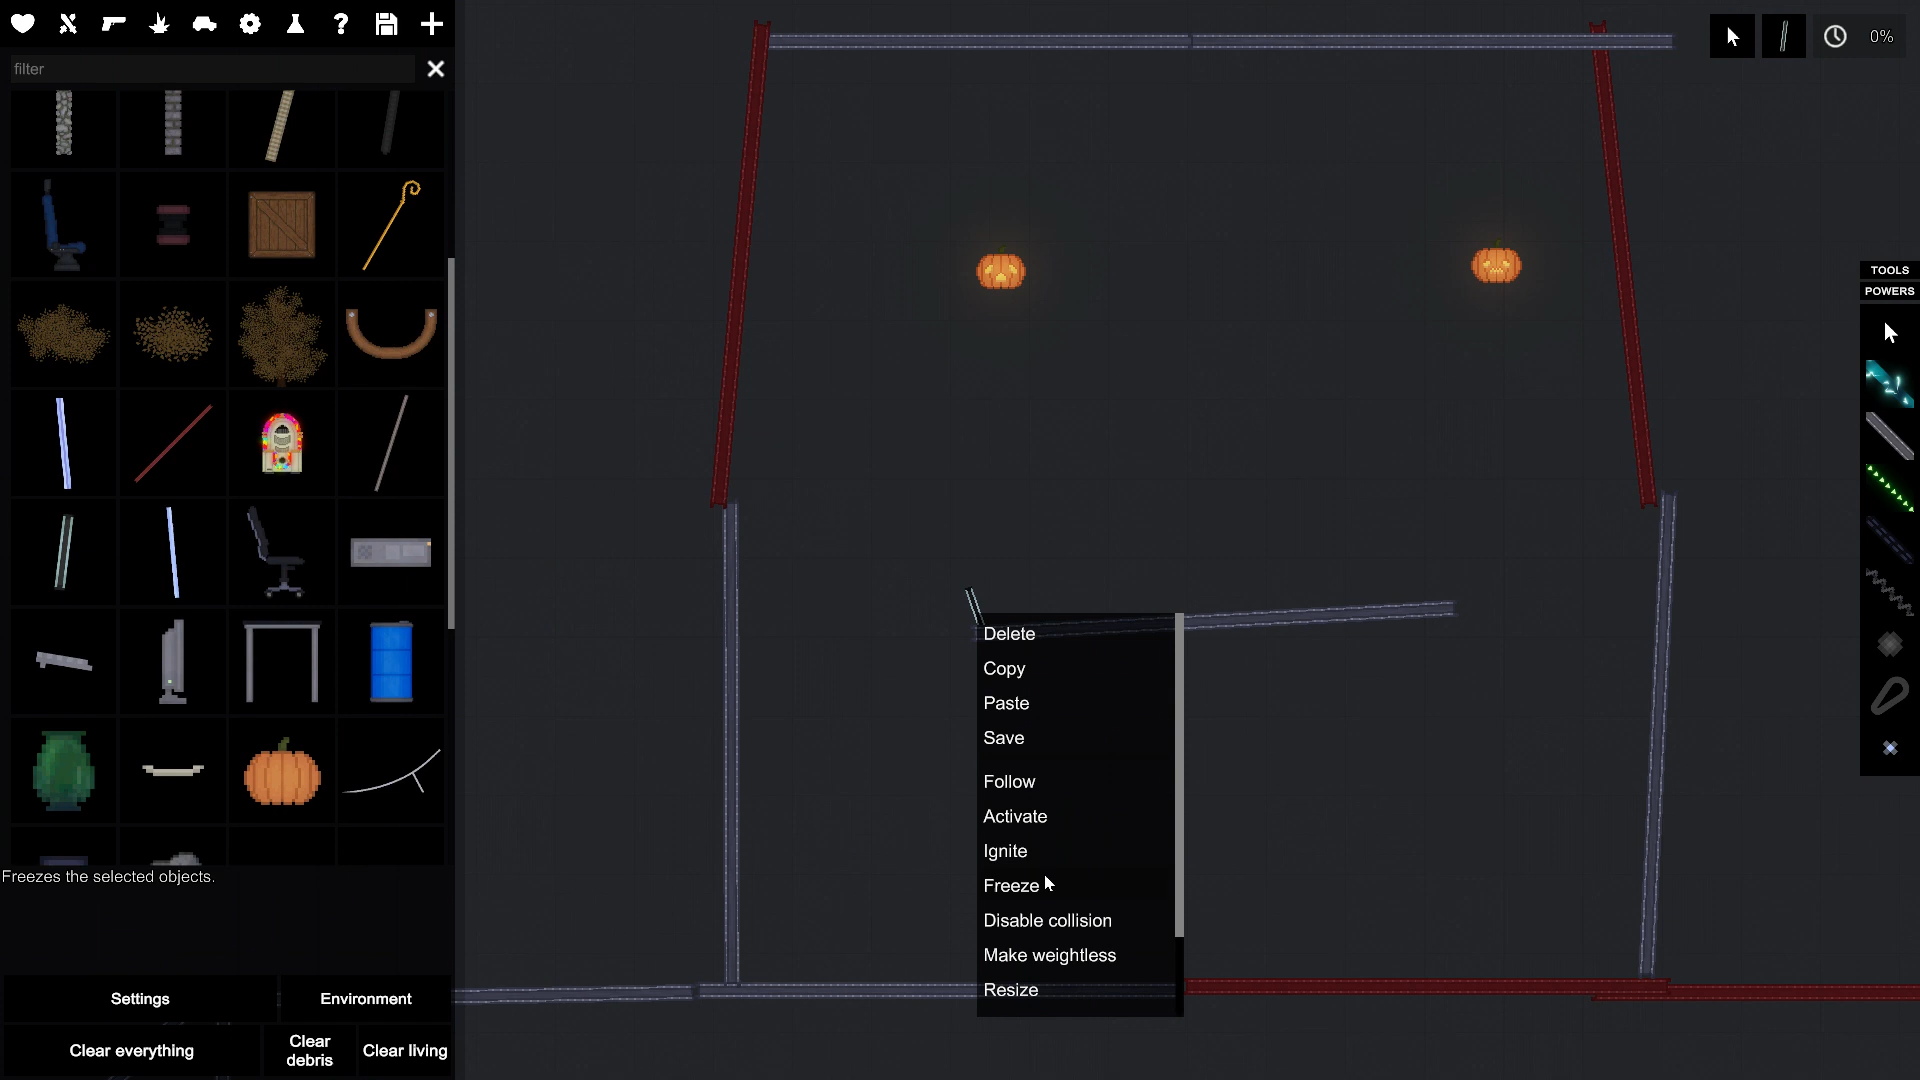 filter
0%
TOOLS
POWERS
Delete
Copy
Paste
Save
Follow
Activate
Ignite
Freeze
Disable collision
Make weightless
Resize
Freezes the selected objects.
Settings
Environment
Clear everything
Clear
debris
Clear living